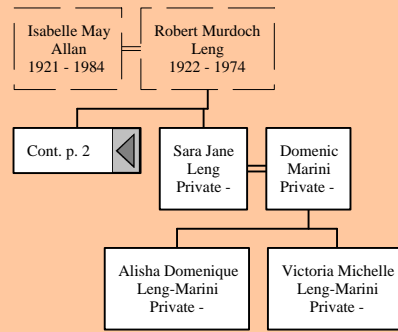 Isabelle May
Allan
1921 - 1984
Robert Murdoch
Leng
1922 - 1974
Cont. p. 2
Sara Jane
Leng
Private -
Domenic
Marini
Private -
Alisha Domenique
Leng-Marini
Private -
Victoria Michelle
Leng-Marini
Private -